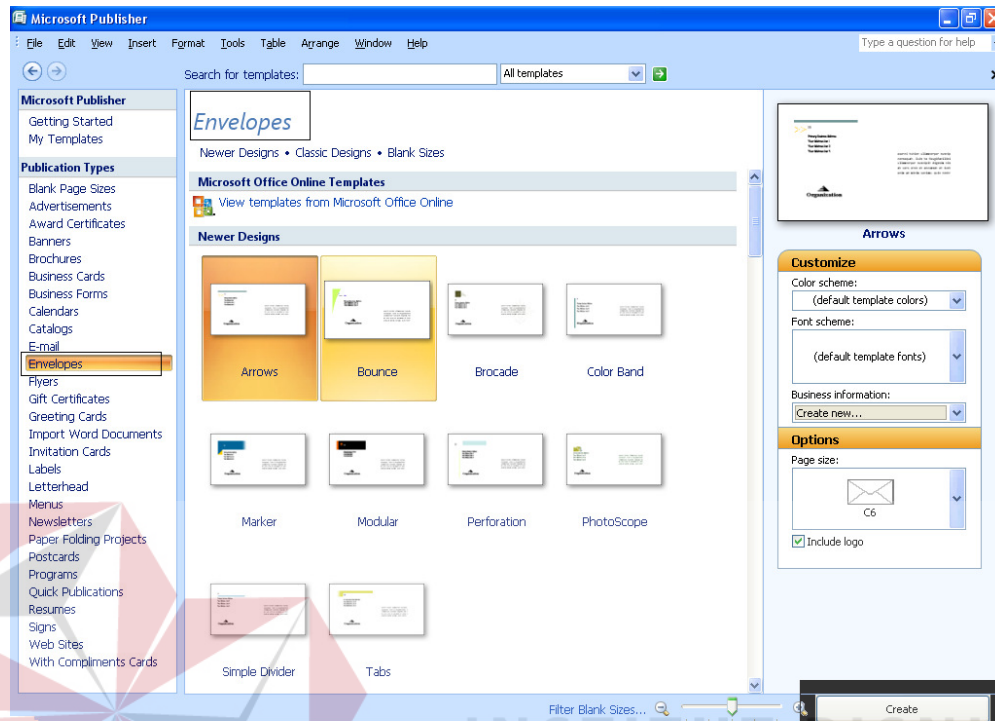 Microsoft Publisher
File Edit View Insert Format Tools Table Arrange Window Help
Type a question for help
Search for templates:
All templates
Microsoft Publisher
Getting Started
My Templates
Publication Types
Blank Page Sizes
Advertisements
Award Certificates
Banners
Brochures
Business Cards
Business Forms
Calendars
Catalogs
E-mail
Envelopes
Flyers
Gift Certificates
Greeting Cards
Import Word Documents
Invitation Cards
Labels
Letterhead
Menus
Newsletters
Paper Folding Projects
Postcards
Programs
Quick Publications
Resumes
Signs
Web Sites
With Compliments Cards
Envelopes
Newer Designs • Classic Designs • Blank Sizes
Microsoft Office Online Templates
View templates from Microsoft Office Online
Newer Designs
Arrows Bounce Brocade Color Band
Marker Modular Perforation PhotoScope
Simple Divider Tabs
Filter Blank Sizes...
Organization
Arrows
Customize
Color scheme:
(default template colors)
Font scheme:
(default template fonts)
Business information:
Create new...
Options
Page size:
C6
Include logo
Create